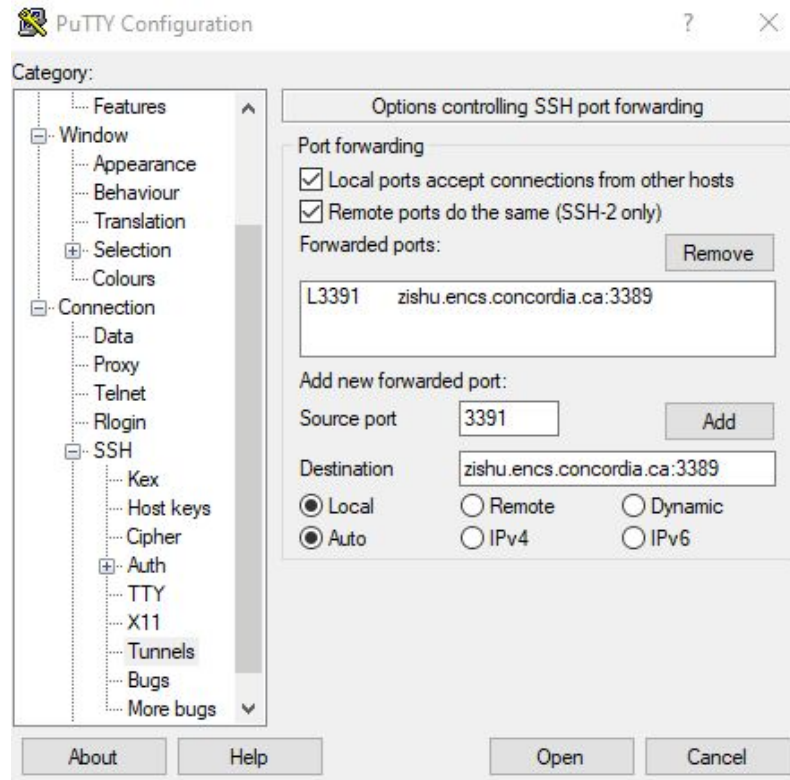 PuTTY Configuration
Category:
Features
Window
Appearance
Behaviour
Translation
Selection
Colours
Connection
Data
Proxy
Telnet
Rlogin
SSH
Kex
Host keys
Cipher
Auth
TTY
X11
Tunnels
Bugs
More bugs
Options controlling SSH port forwarding
Port forwarding
Local ports accept connections from other hosts
Remote ports do the same (SSH-2 only)
Forwarded ports:
Remove
L3391 zishu.encs.concordia.ca:3389
Add new forwarded port:
Source port 3391 Add
Destination zishu.encs.concordia.ca:3389
Local Remote Dynamic
Auto IPv4 IPv6
About Help Open Cancel